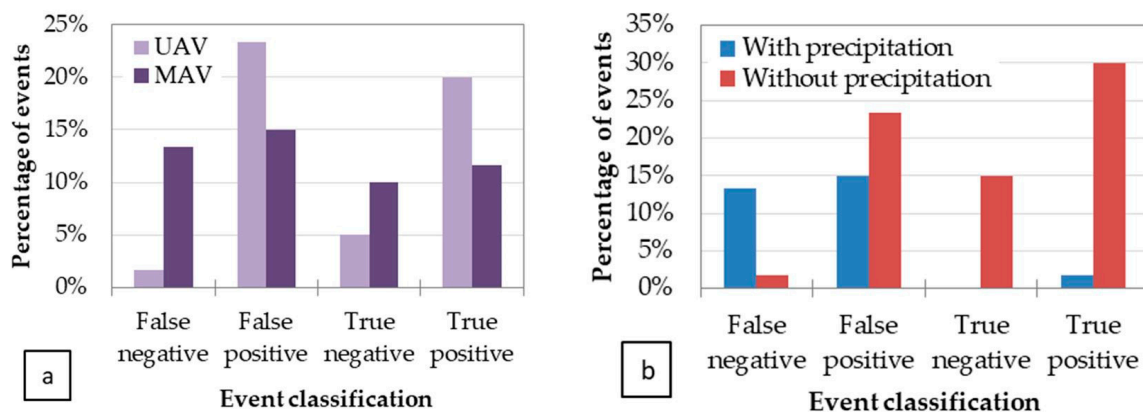 25%
20%
15%
10%
5%
0%
Percentage of events
UAV
MAV
False negative
False positive
True negative
True positive
Event classification
a
35%
30%
25%
20%
15%
10%
5%
0%
Percentage of events
With precipitation
Without precipitation
False negative
False positive
True negative
True positive
Event classification
b